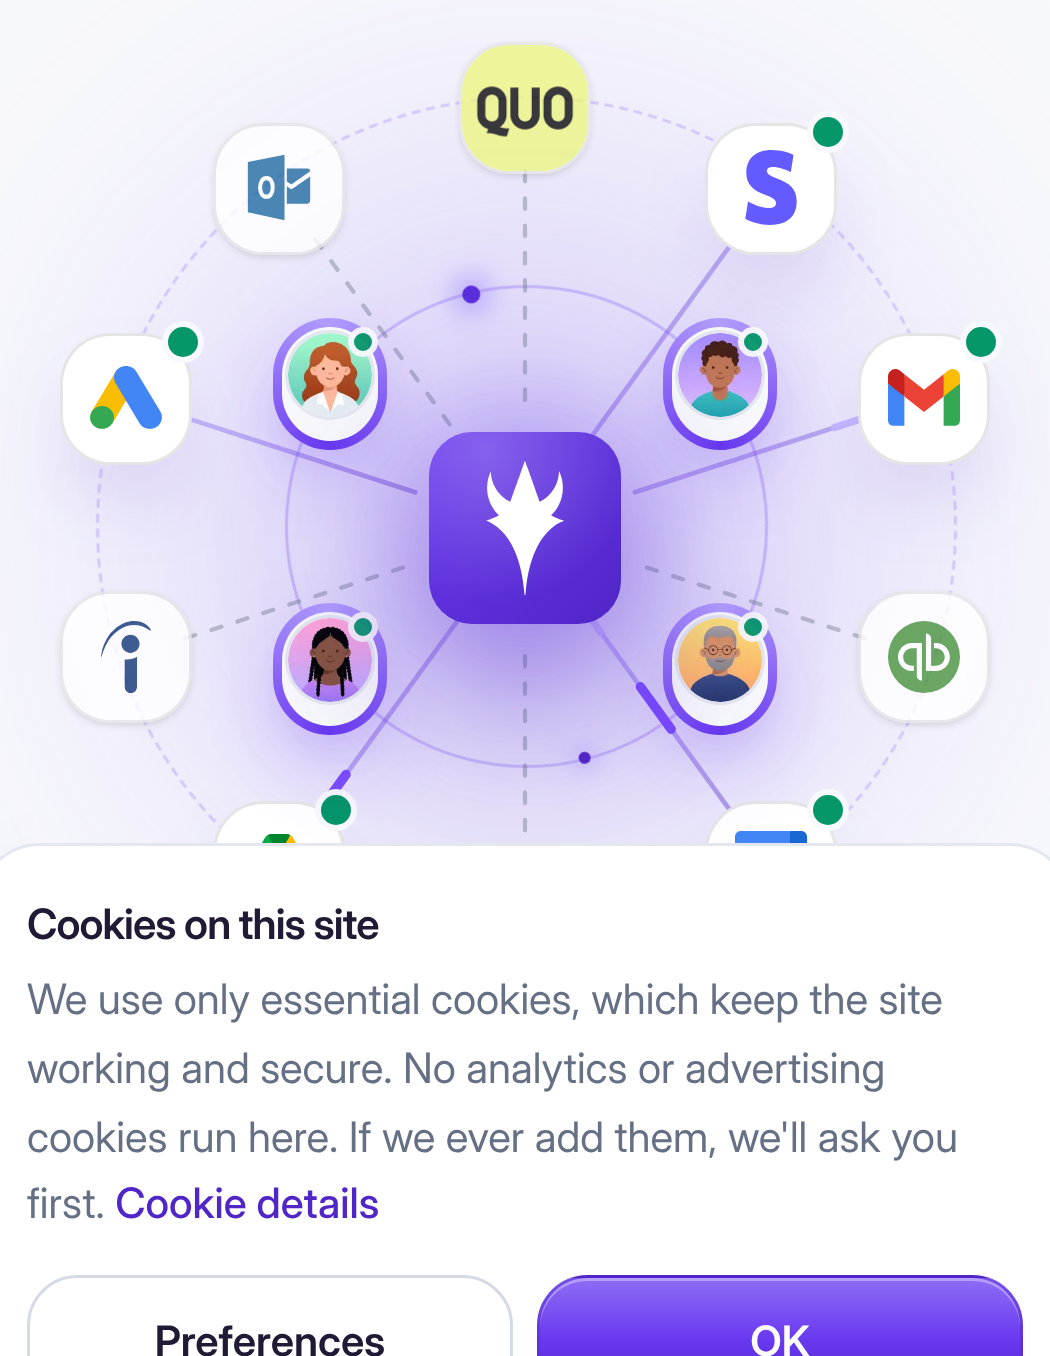 QUO
O
S
i
qb
Cookies on this site
We use only essential cookies, which keep the site
working and secure. No analytics or advertising
cookies run here. If we ever add them, we'll ask you
first. Cookie details
Preferences
OK